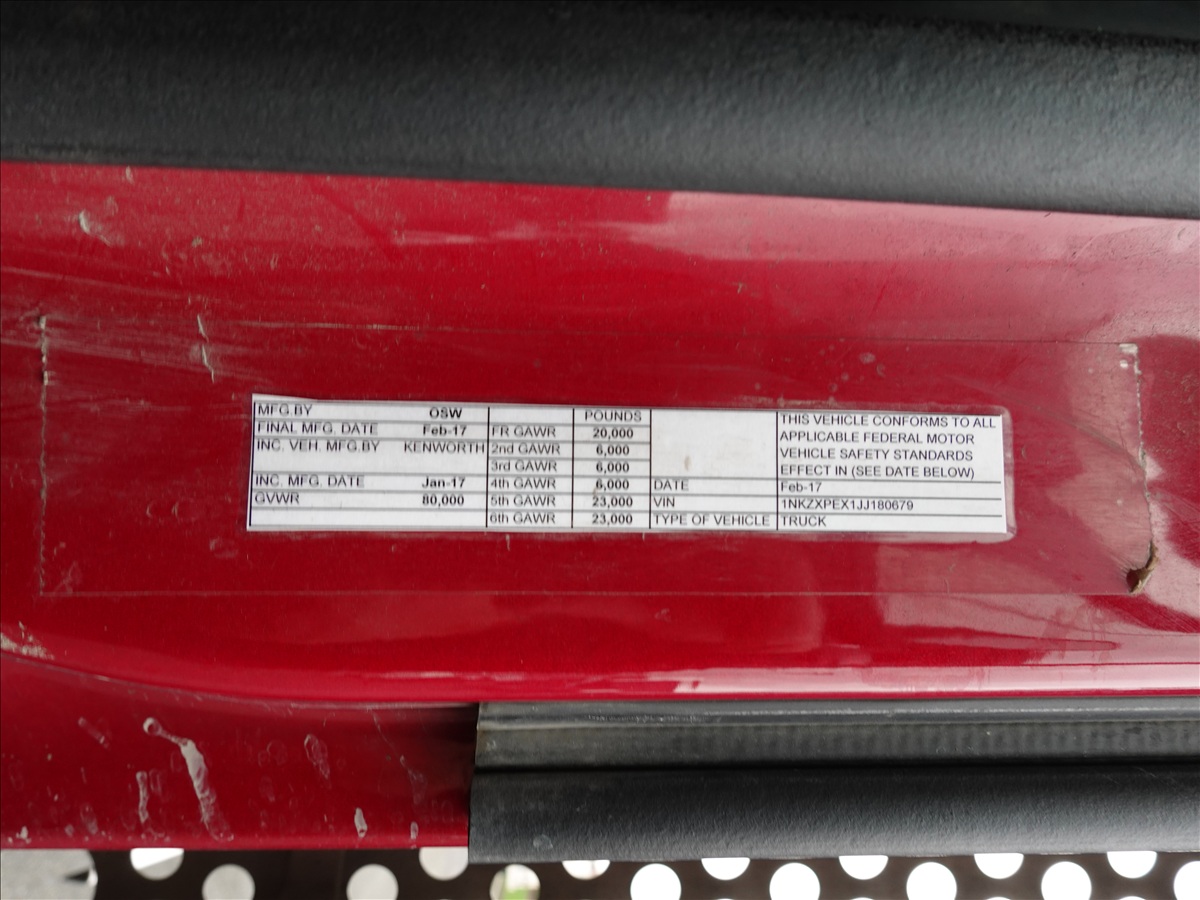 MFG.BY OSW POUNDS THIS VEHICLE CONFORMS TO ALL
FINAL MFG. DATE Feb-17 FR GAWR 20,000 APPLICABLE FEDERAL MOTOR
INC. VEH. MFG.BY KENWORTH 2nd GAWR 6,000 VEHICLE SAFETY STANDARDS
3rd GAWR 6,000 EFFECT IN (SEE DATE BELOW)
INC. MFG. DATE Jan-17 4th GAWR 6,000 DATE Feb-17
GVWR 80,000 5th GAWR 23,000 VIN 1NKZXPEX1JJ180679
6th GAWR 23,000 TYPE OF VEHICLE TRUCK